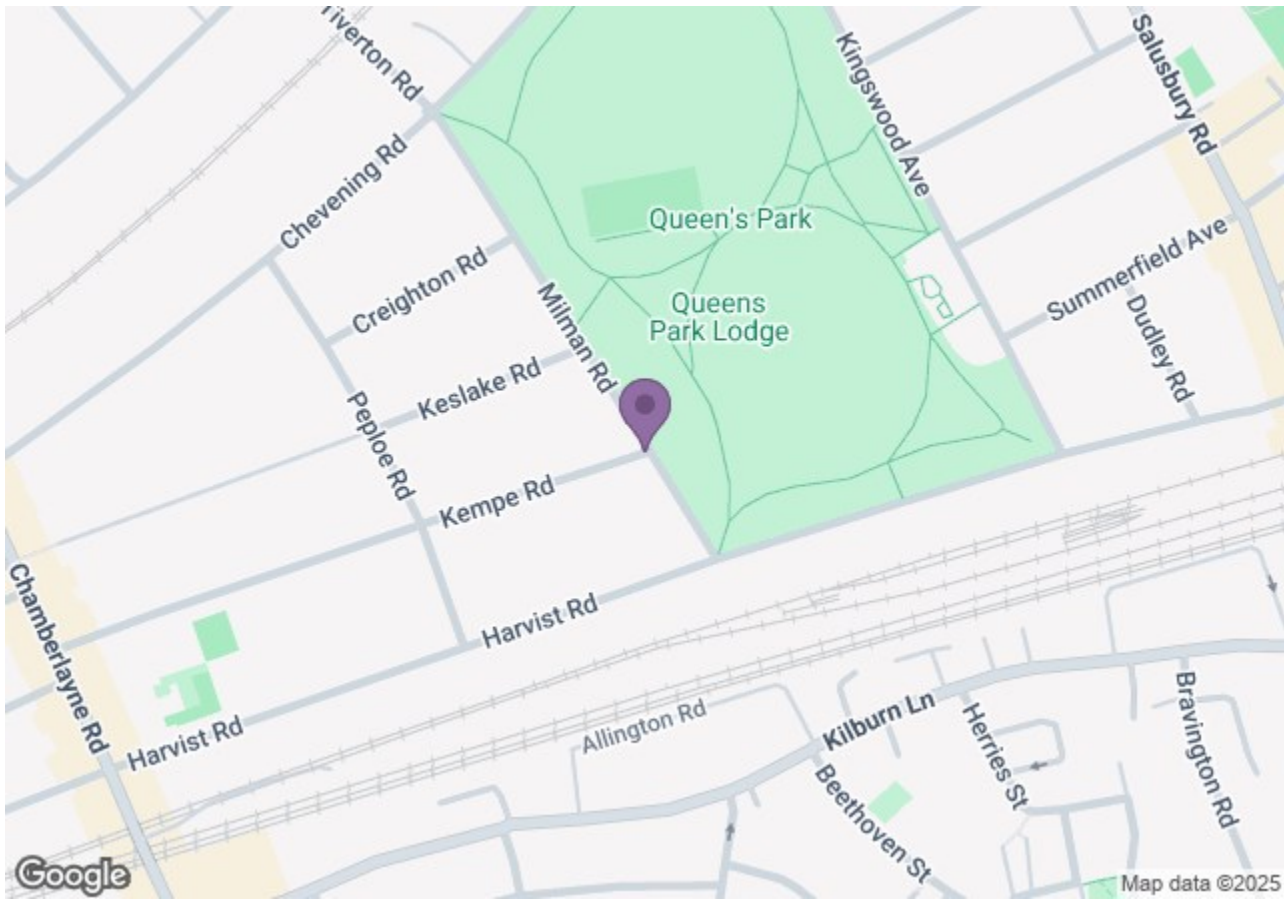 Tiverton Rd
Kingswood Ave
Salusbury Rd
Chevening Rd
Queen's Park
Creighton Rd
Summerfield Ave
Milman Rd
Queens
Park Lodge
Dudley Rd
Keslake Rd
Peploe Rd
Kempe Rd
Chamberlayne Rd
Harvist Rd
Harvist Rd
Allington Rd
Kilburn Ln
Herries St
Bravington Rd
Beethoven St
Google
Map data ©2025